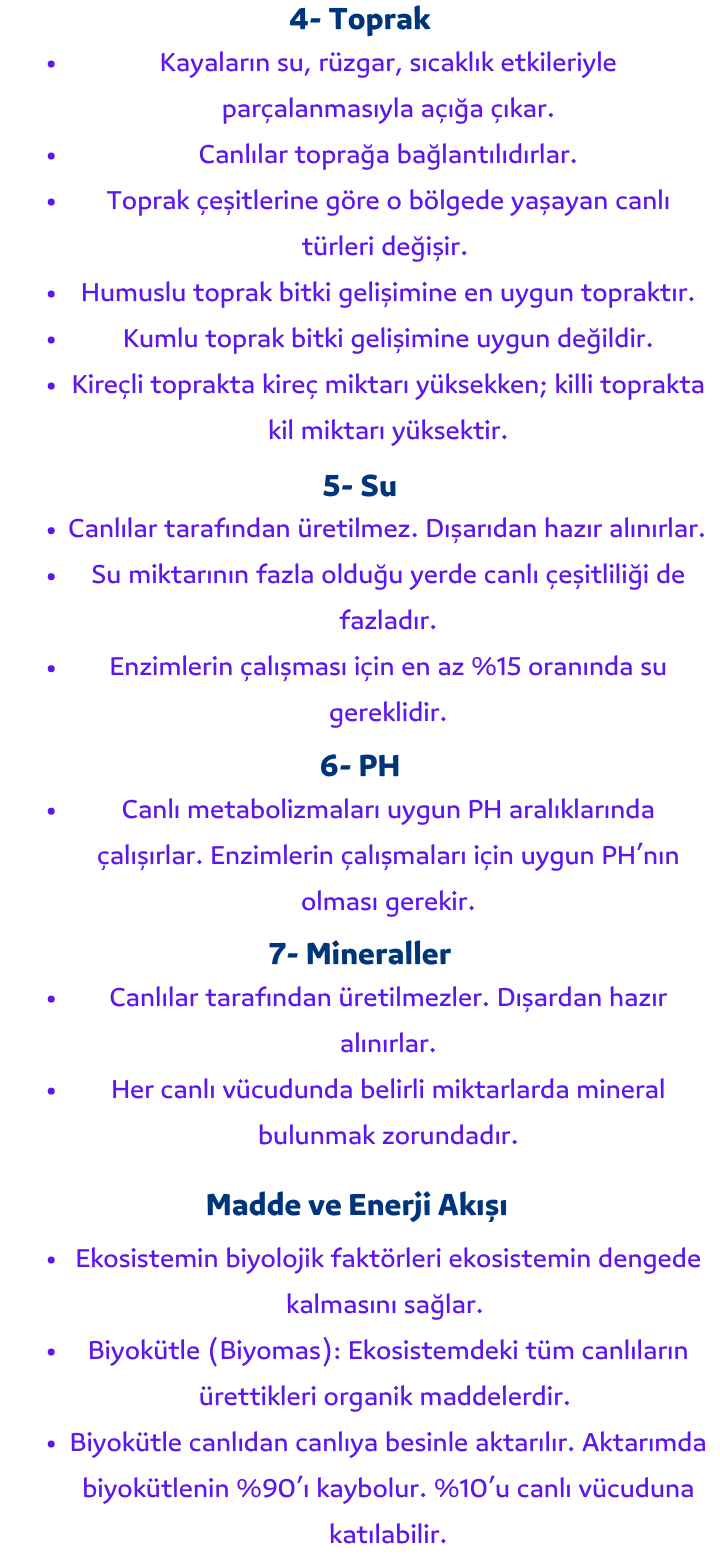 4- Toprak
• Kayaların su, rüzgar, sıcaklık etkileriyle
parçalanmasıyla açığa çıkar.
• Canlılar toprağa bağlantılıdırlar.
• Toprak çeşitlerine göre o bölgede yaşayan canlı
türleri değişir.
• Humuslu toprak bitki gelişimine en uygun topraktır.
• Kumlu toprak bitki gelişimine uygun değildir.
• Kireçli toprakta kireç miktarı yüksekken; killi toprakta
kil miktarı yüksektir.
5- Su
• Canlılar tarafından üretilmez. Dışarıdan hazır alınırlar.
• Su miktarının fazla olduğu yerde canlı çeşitliliği de
fazladır.
• Enzimlerin çalışması için en az %15 oranında su
gereklidir.
6- PH
• Canlı metabolizmaları uygun PH aralıklarında
çalışırlar. Enzimlerin çalışmaları için uygun PH’nın
olması gerekir.
7- Mineraller
• Canlılar tarafından üretilmezler. Dışardan hazır
alınırlar.
• Her canlı vücudunda belirli miktarlarda mineral
bulunmak zorundadır.
Madde ve Enerji Akışı
• Ekosistemin biyolojik faktörleri ekosistemin dengede
kalmasını sağlar.
• Biyokütle (Biyomas): Ekosistemdeki tüm canlıların
ürettikleri organik maddelerdir.
• Biyokütle canlıdan canlıya besinle aktarılır. Aktarımda
biyokütlenin %90’ı kaybolur. %10’u canlı vücuduna
katılabilir.